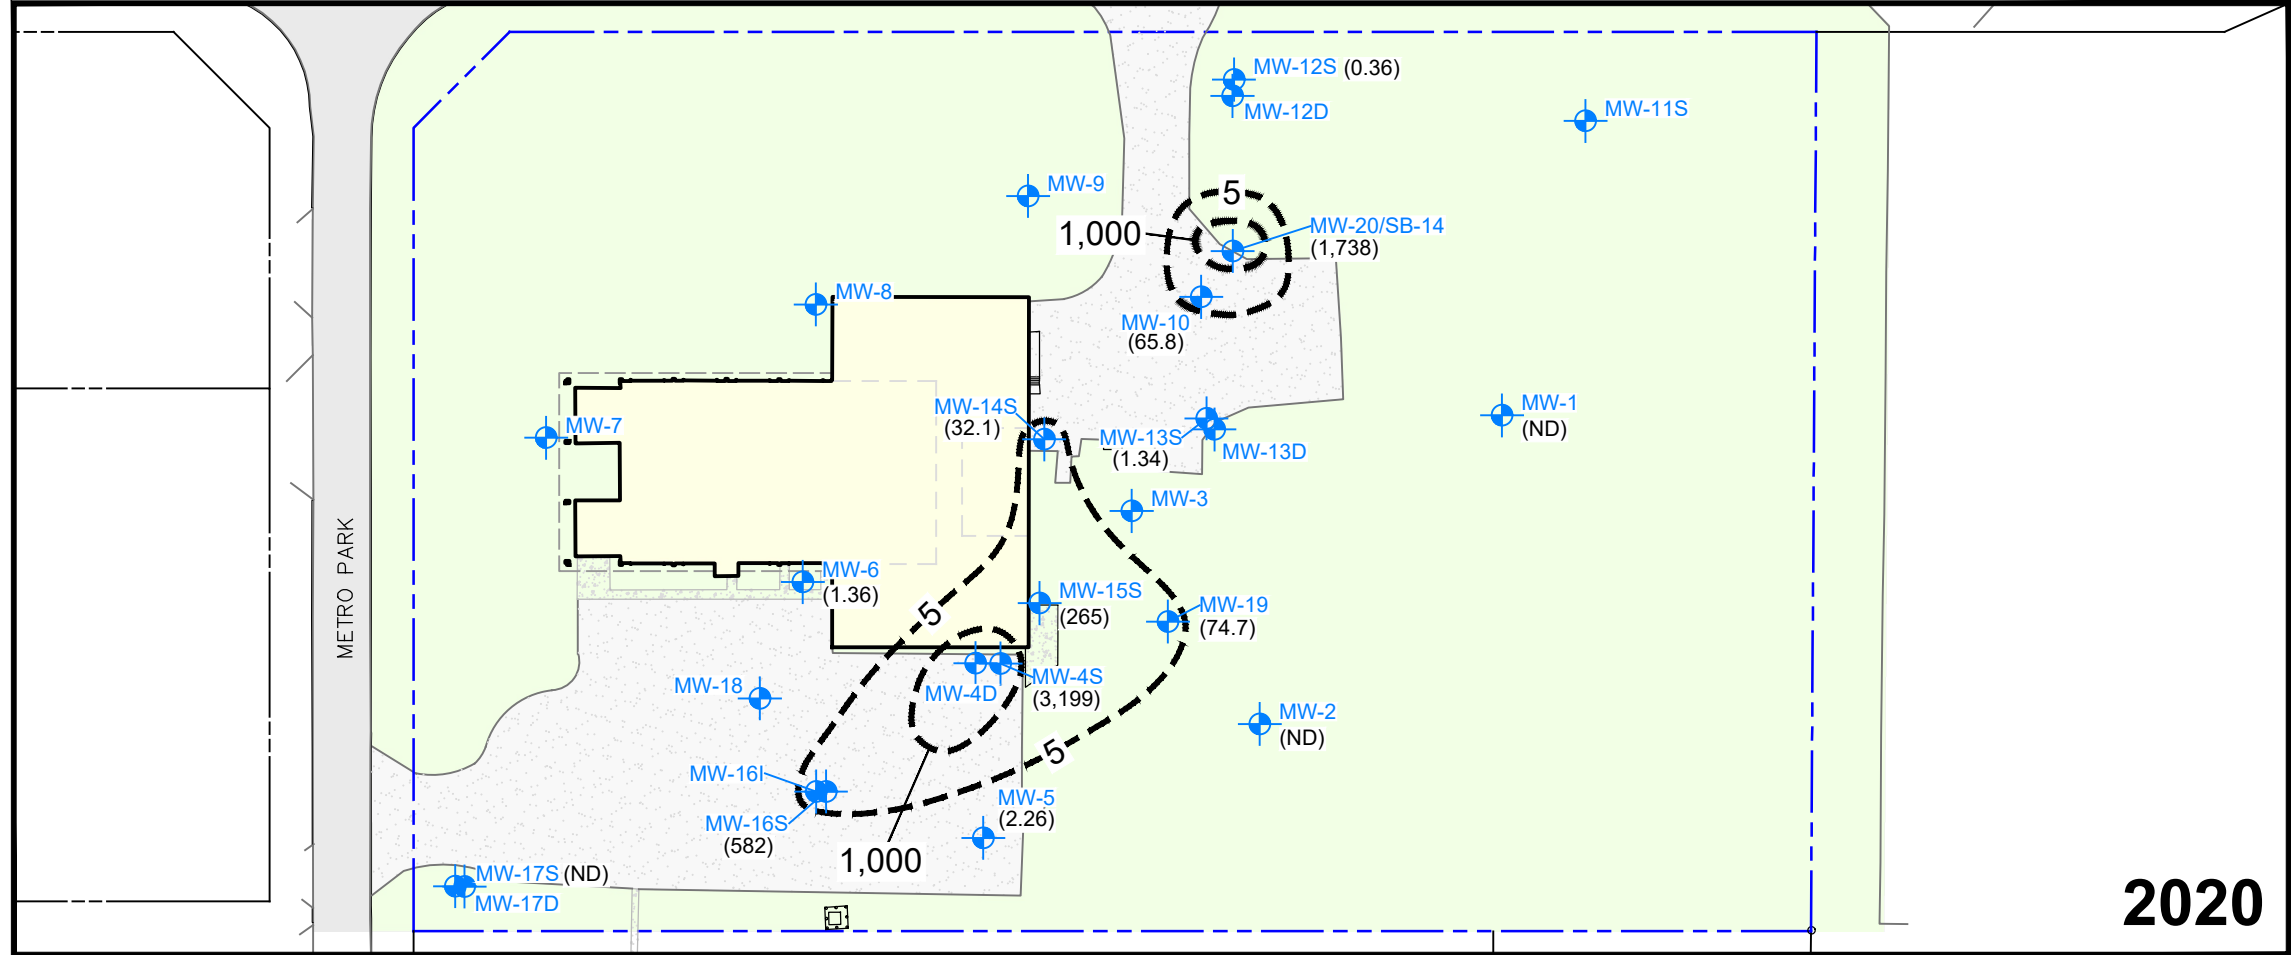 MW-12S (0.36)
MW-12D
MW-11S
MW-9
5
1,000
MW-20/SB-14
(1,738)
MW-8
MW-10
(65.8)
MW-14S
(32.1)
MW-7
MW-13S
(1.34)
MW-13D
MW-1
(ND)
MW-3
METRO PARK
MW-6
(1.36)
5
MW-15S
(265)
MW-19
(74.7)
MW-4D
MW-4S
(3,199)
MW-18
MW-2
(ND)
5
MW-16I
MW-16S
(582)
MW-5
(2.26)
1,000
MW-17S (ND)
MW-17D
2020